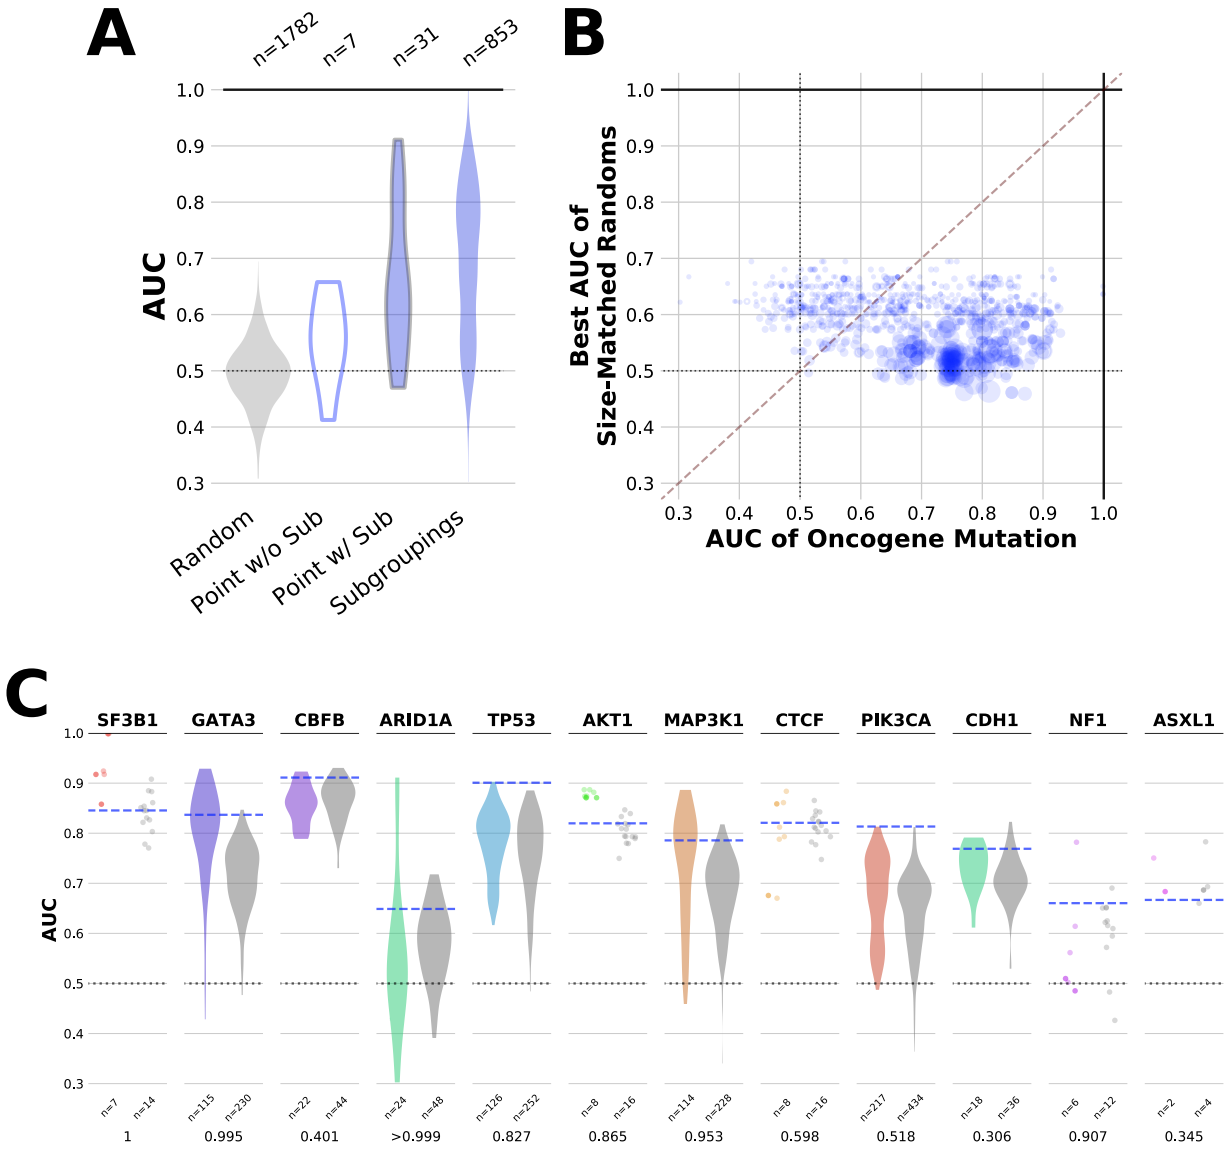 A
n=1782
n=7
n=31
n=853
1.0
0.9
0.8
0.7
0.6
0.5
0.4
0.3
AUC
Random
Point w/o Sub
Point w/ Sub
Subgroupings
B
1.0
0.9
0.8
0.7
0.6
0.5
0.4
0.3
Best AUC of
Size-Matched Randoms
0.3 0.4 0.5 0.6 0.7 0.8 0.9 1.0
AUC of Oncogene Mutation
C
SF3B1 GATA3 CBFB ARID1A TP53 AKT1 MAP3K1 CTCF PIK3CA CDH1 NF1 ASXL1
1.0
0.9
0.8
0.7
0.6
0.5
0.4
0.3
AUC
n=7 n=14 n=115 n=230 n=22 n=44 n=24 n=48 n=126 n=252 n=8 n=16 n=114 n=228 n=8 n=16 n=217 n=434 n=18 n=36 n=6 n=12 n=2 n=4
1 0.995 0.401 >0.999 0.827 0.865 0.953 0.598 0.518 0.306 0.907 0.345